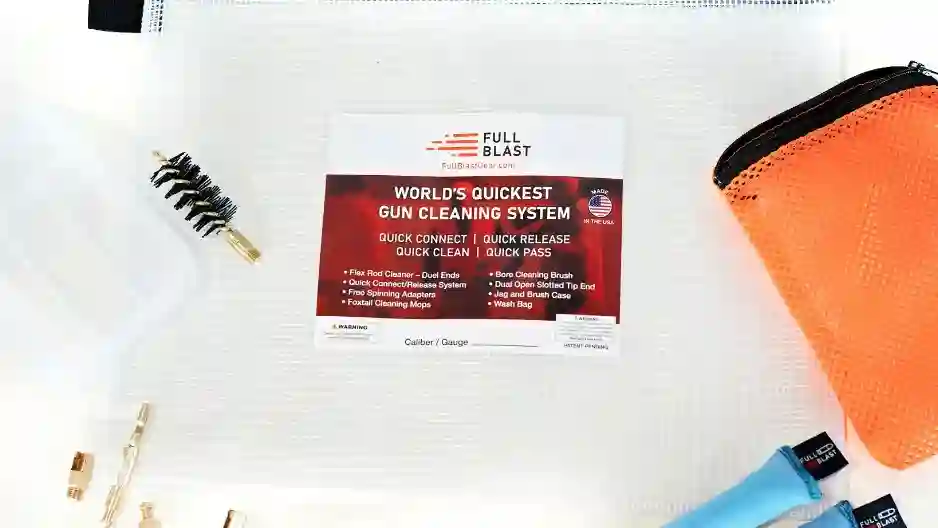 FULL
BLAST
FullBlastGear.com
WORLD'S QUICKEST
GUN CLEANING SYSTEM
MADE
IN THE USA
QUICK CONNECT | QUICK RELEASE
QUICK CLEAN | QUICK PASS
• Flex Rod Cleaner – Duel Ends
• Quick Connect/Release System
• Free Spinning Adapters
• Foxtail Cleaning Mops
• Bore Cleaning Brush
• Dual Open Slotted Tip End
• Jag and Brush Case
• Wash Bag
WARNING
WARNING
Caliber / Gauge
PATENT PENDING
FULL
BLAST
FULL
BLAST